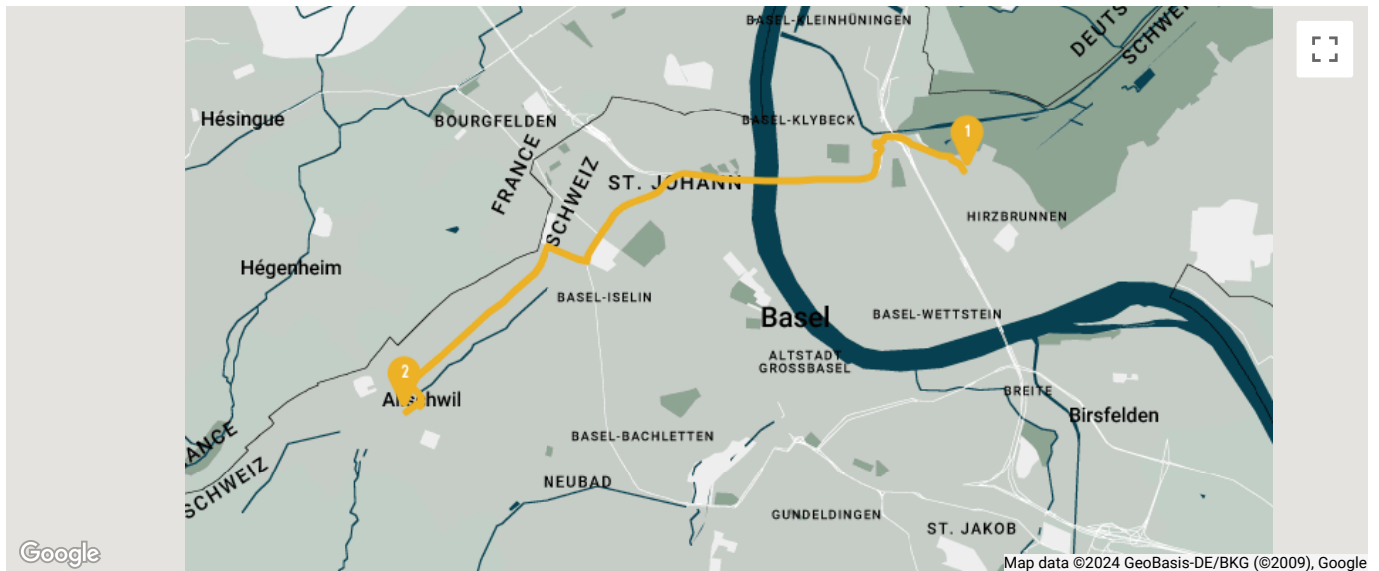 BASEL-KLEINHÜNINGEN
DEUTS
SCHWEI
Hésingue
BOURGFELDEN
BASEL-KLYBECK
1
FRANCE
SCHWEIZ
ST. JOHANN
HIRZBRUNNEN
Hégenheim
BASEL-ISELIN
Basel
BASEL-WETTSTEIN
ALTSTADT
GROSSBASEL
2
Allschwil
BREITE
Birsfelden
RANCE
SCHWEIZ
BASEL-BACHLETTEN
NEUBAD
GUNDELDINGEN
ST. JAKOB
Google
Map data ©2024 GeoBasis-DE/BKG (©2009), Google